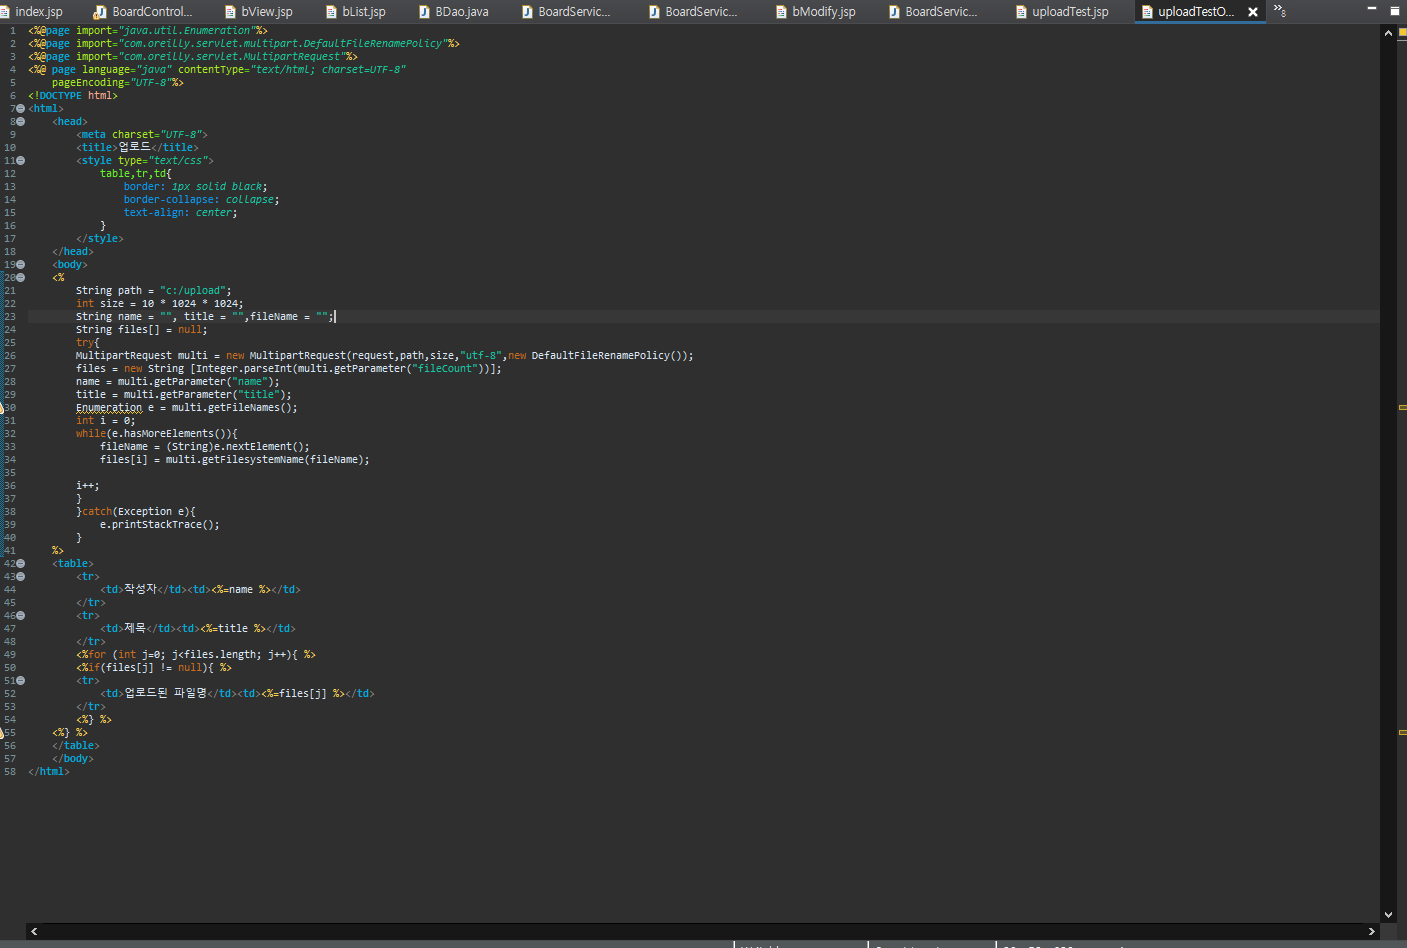 index.jsp BoardControl... bView.jsp bList.jsp BDao.java BoardServic... BoardServic... bModify.jsp BoardServic... uploadTest.jsp uploadTestO... »8
1 <%@page import="java.util.Enumeration"%>
2 <%@page import="com.oreilly.servlet.multipart.DefaultFileRenamePolicy"%>
3 <%@page import="com.oreilly.servlet.MultipartRequest"%>
4 <%@ page language="java" contentType="text/html; charset=UTF-8"
5 pageEncoding="UTF-8"%>
6 <!DOCTYPE html>
7 <html>
8 <head>
9 <meta charset="UTF-8">
10 <title>업로드</title>
11 <style type="text/css">
12 table,tr,td{
13 border: 1px solid black;
14 border-collapse: collapse;
15 text-align: center;
16 }
17 </style>
18 </head>
19 <body>
20 <%
21 String path = "c:/upload";
22 int size = 10 * 1024 * 1024;
23 String name = "", title = "",fileName = "";
24 String files[] = null;
25 try{
26 MultipartRequest multi = new MultipartRequest(request,path,size,"utf-8",new DefaultFileRenamePolicy());
27 files = new String [Integer.parseInt(multi.getParameter("fileCount"))];
28 name = multi.getParameter("name");
29 title = multi.getParameter("title");
30 Enumeration e = multi.getFileNames();
31 int i = 0;
32 while(e.hasMoreElements()){
33 fileName = (String)e.nextElement();
34 files[i] = multi.getFilesystemName(fileName);
35
36 i++;
37 }
38 }catch(Exception e){
39 e.printStackTrace();
40 }
41 %>
42 <table>
43 <tr>
44 <td>작성자</td><td><%=name %></td>
45 </tr>
46 <tr>
47 <td>제목</td><td><%=title %></td>
48 </tr>
49 <%for (int j=0; j<files.length; j++){ %>
50 <%if(files[j] != null){ %>
51 <tr>
52 <td>업로드된 파일명</td><td><%=files[j] %></td>
53 </tr>
54 <%} %>
55 <%} %>
56 </table>
57 </body>
58 </html>